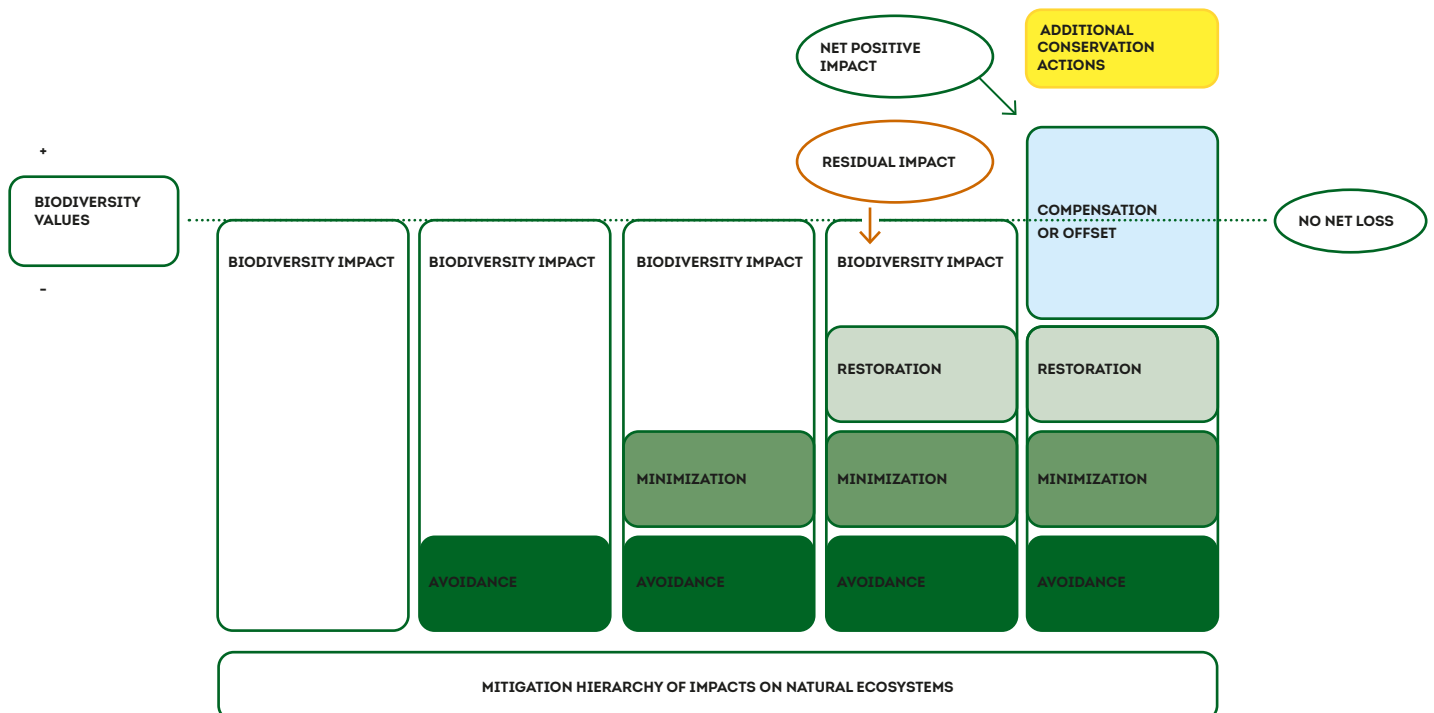 NET POSITIVE
IMPACT
ADDITIONAL
CONSERVATION
ACTIONS
+
BIODIVERSITY
VALUES
-
RESIDUAL IMPACT
COMPENSATION
OR OFFSET
NO NET LOSS
BIODIVERSITY IMPACT
BIODIVERSITY IMPACT
BIODIVERSITY IMPACT
BIODIVERSITY IMPACT
RESTORATION
RESTORATION
MINIMIZATION
MINIMIZATION
MINIMIZATION
AVOIDANCE
AVOIDANCE
AVOIDANCE
AVOIDANCE
MITIGATION HIERARCHY OF IMPACTS ON NATURAL ECOSYSTEMS